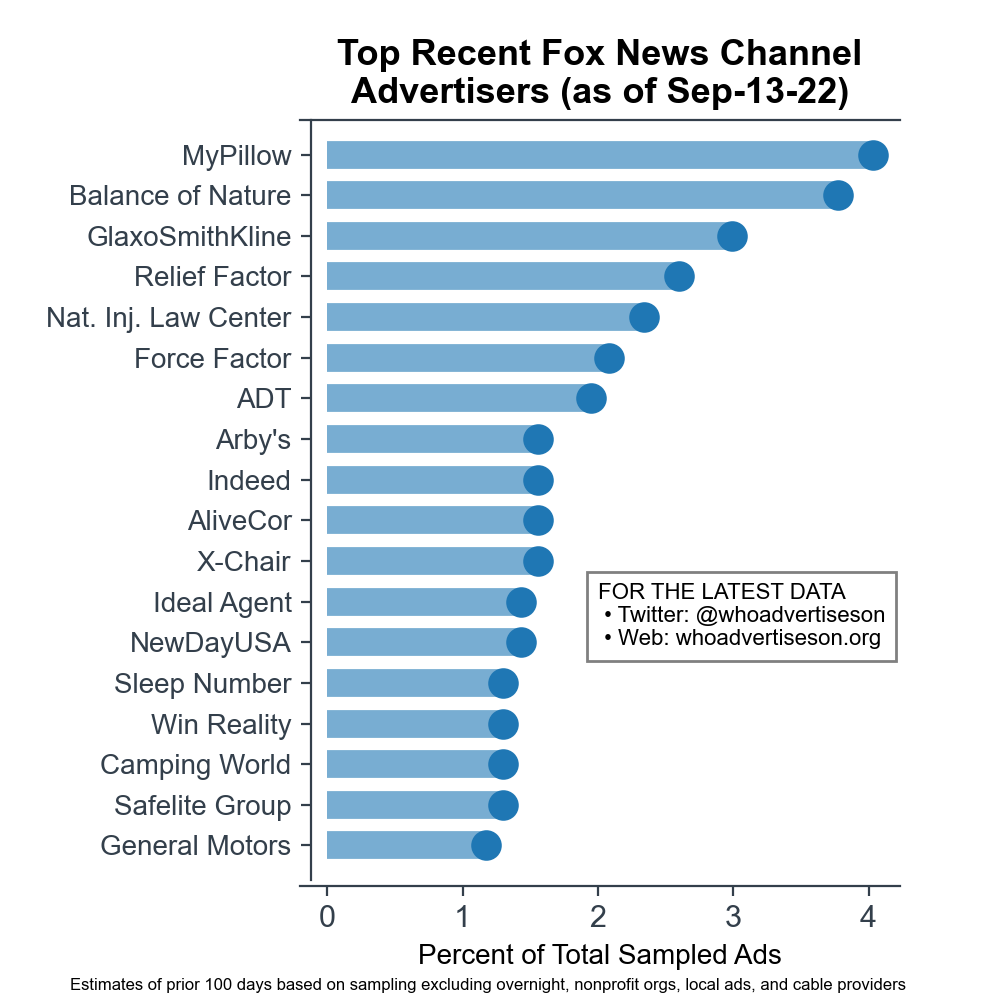 Top Recent Fox News Channel
Advertisers (as of Sep-13-22)
MyPillow
Balance of Nature
GlaxoSmithKline
Relief Factor
Nat. Inj. Law Center
Force Factor
ADT
Arby's
Indeed
AliveCor
X-Chair
Ideal Agent
NewDayUSA
Sleep Number
Win Reality
Camping World
Safelite Group
General Motors
FOR THE LATEST DATA
• Twitter: @whoadvertiseson
• Web: whoadvertiseson.org
0 1 2 3 4
Percent of Total Sampled Ads
Estimates of prior 100 days based on sampling excluding overnight, nonprofit orgs, local ads, and cable providers